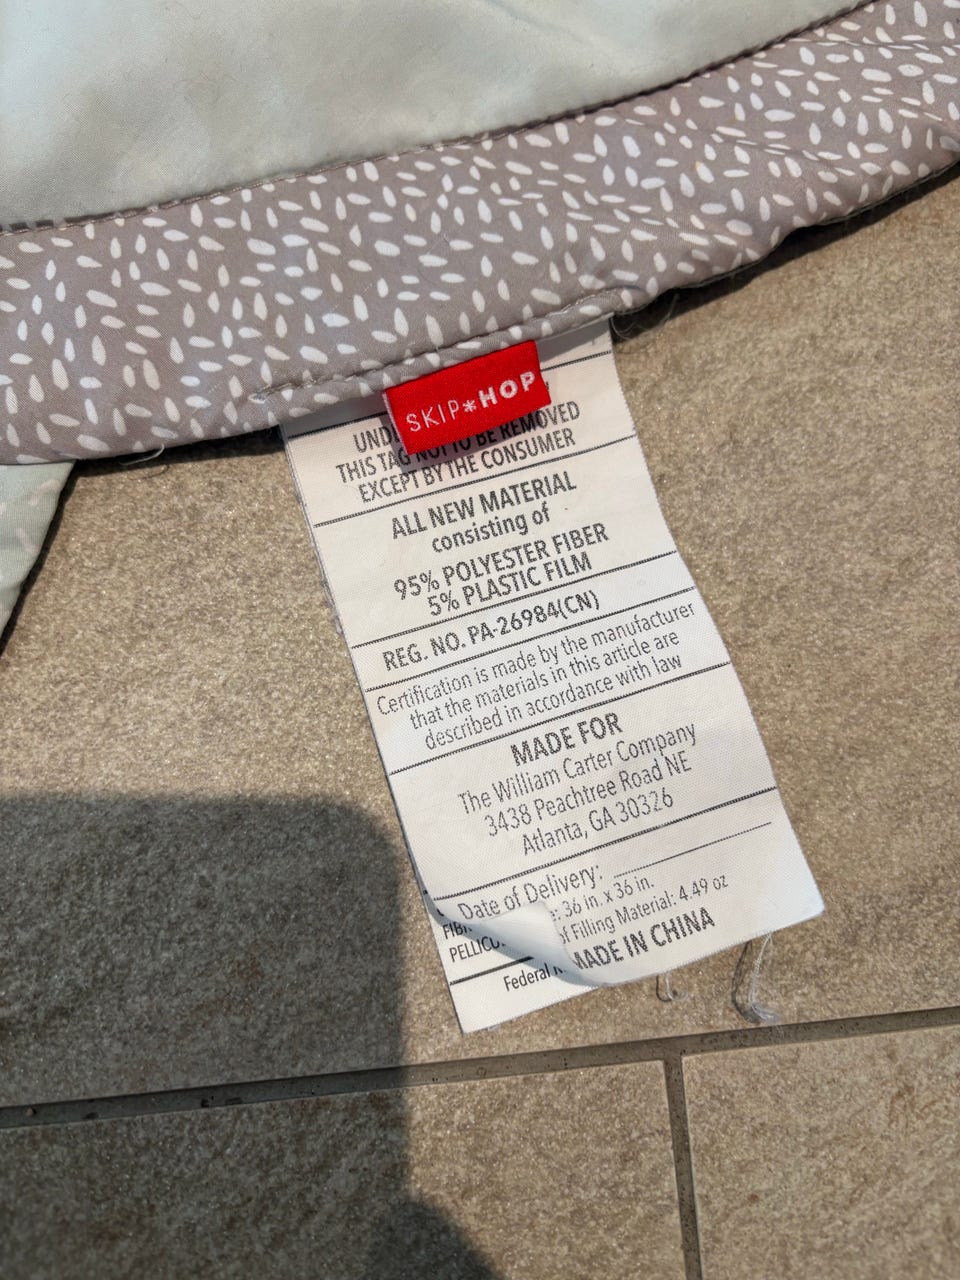 SKIP*HOP
THIS TAG NOT TO BE REMOVED
EXCEPT BY THE CONSUMER
ALL NEW MATERIAL
consisting of
95% POLYESTER FIBER
5% PLASTIC FILM
REG. NO. PA-26984(CN)
Certification is made by the manufacturer
that the materials in this article are
described in accordance with law
MADE FOR
The William Carter Company
3438 Peachtree Road NE
Atlanta, GA 30326
Date of Delivery:
36 in. x 36 in.
of Filling Material: 4.49 oz
MADE IN CHINA
Federal